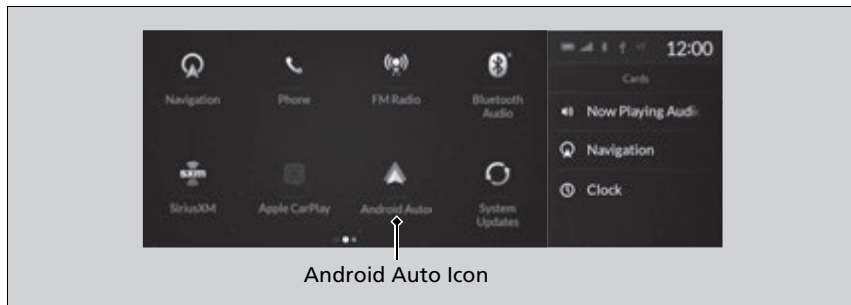 12:00
Cards
Navigation
Phone
FM Radio
Bluetooth
Audio
Now Playing Audi
Navigation
Clock
sxm
SiriusXM
Apple CarPlay
Android Auto
System
Updates
Android Auto Icon